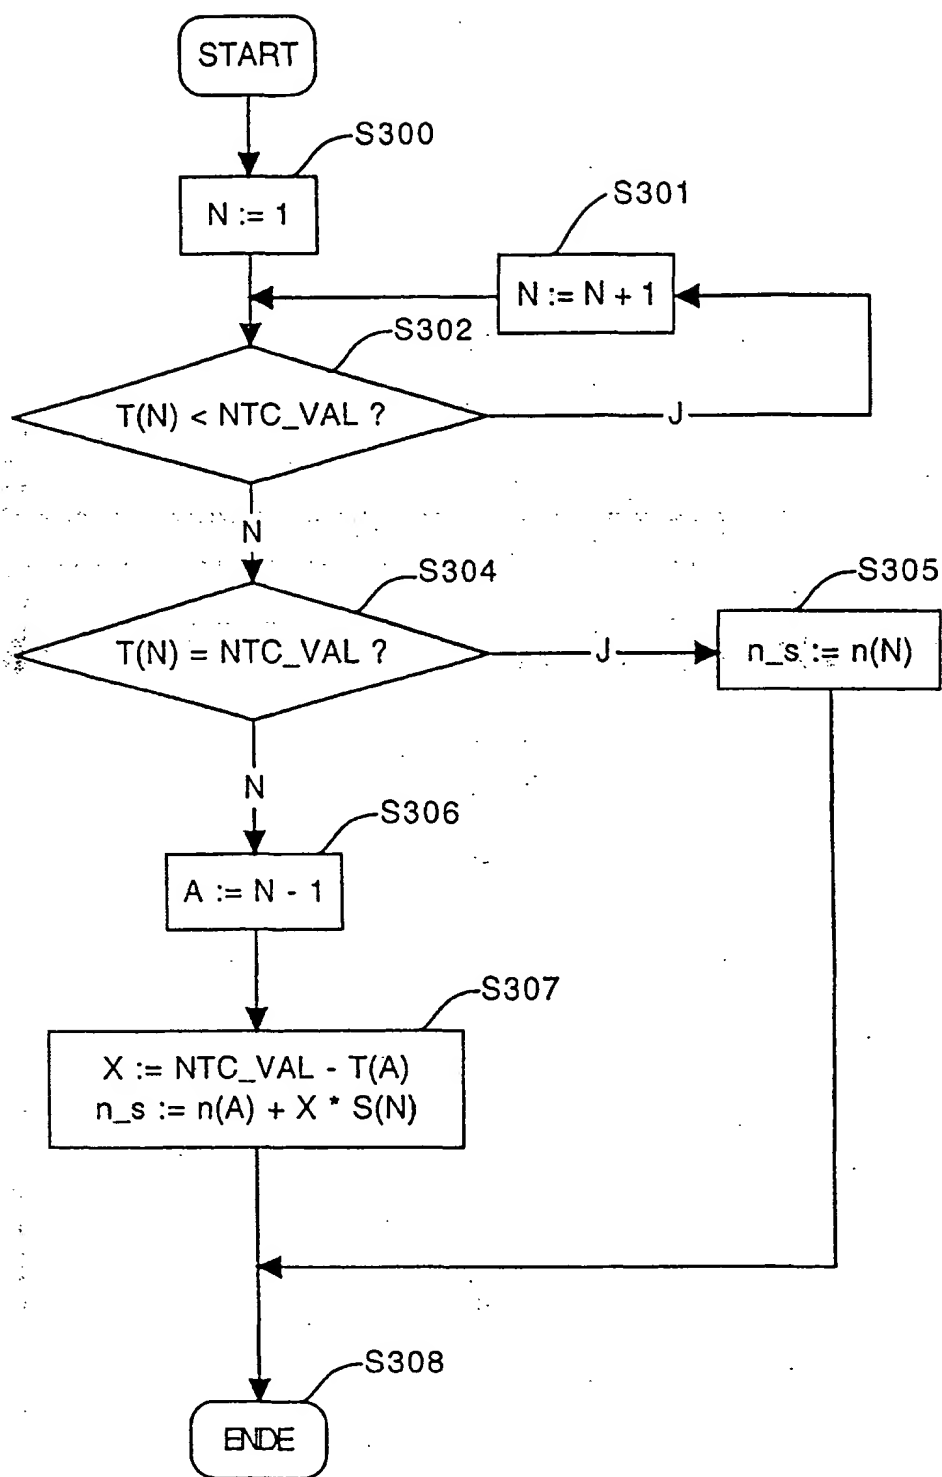 START
S300
N := 1
S301
N := N + 1
S302
T(N) < NTC_VAL ?
J
N
S304
T(N) = NTC_VAL ?
J
S305
n_s := n(N)
N
S306
A := N - 1
S307
X := NTC_VAL - T(A)
n_s := n(A) + X * S(N)
S308
ENDE